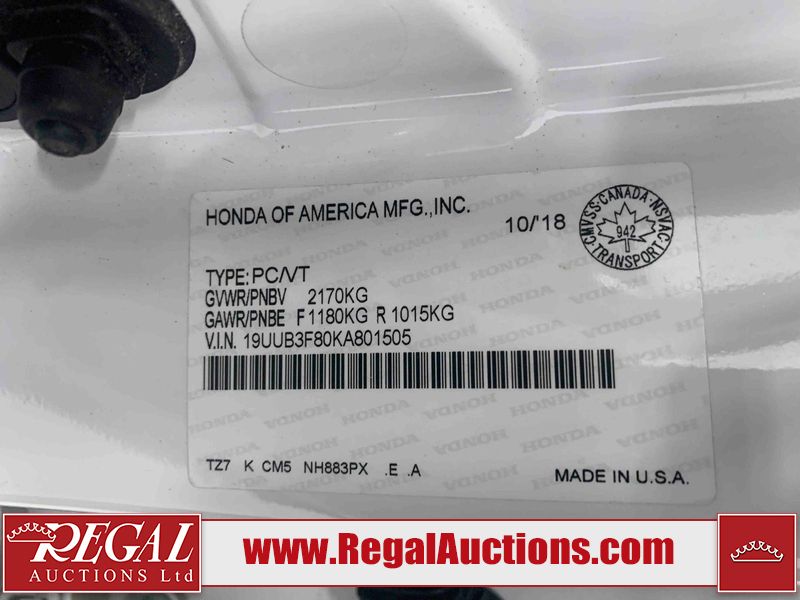 HONDA OF AMERICA MFG.,INC.
10/'18
CMVSS·CANADA·NSVAC
942
TRANSPORT
TYPE: PC/VT
GVWR/PNBV 2170KG
GAWR/PNBE F 1180KG R 1015KG
V.I.N. 19UUB3F80KA801505
TZ7 K CM5 NH883PX .E .A
MADE IN U.S.A.
REGAL
AUCTIONS Ltd
www.RegalAuctions.com